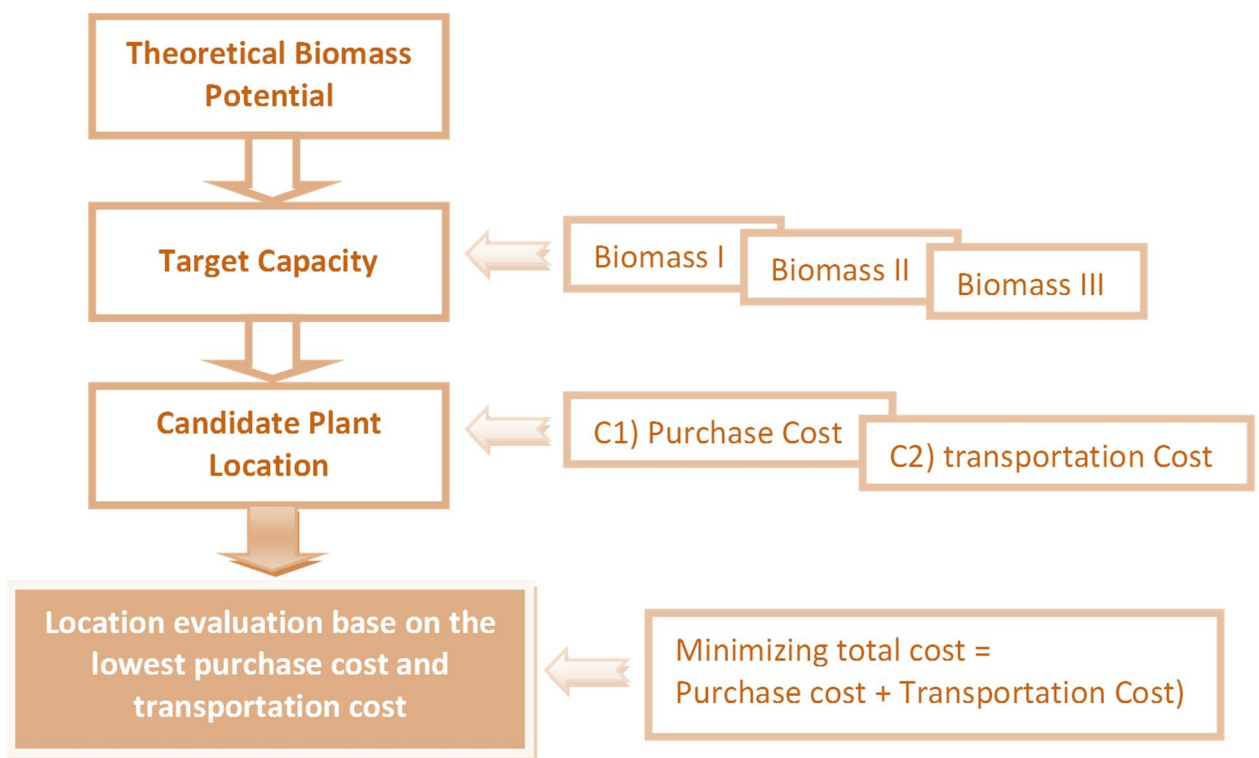 Theoretical Biomass
Potential
Target Capacity
Biomass I
Biomass II
Biomass III
Candidate Plant
Location
C1) Purchase Cost
C2) transportation Cost
Location evaluation base on the
lowest purchase cost and
transportation cost
Minimizing total cost =
Purchase cost + Transportation Cost)